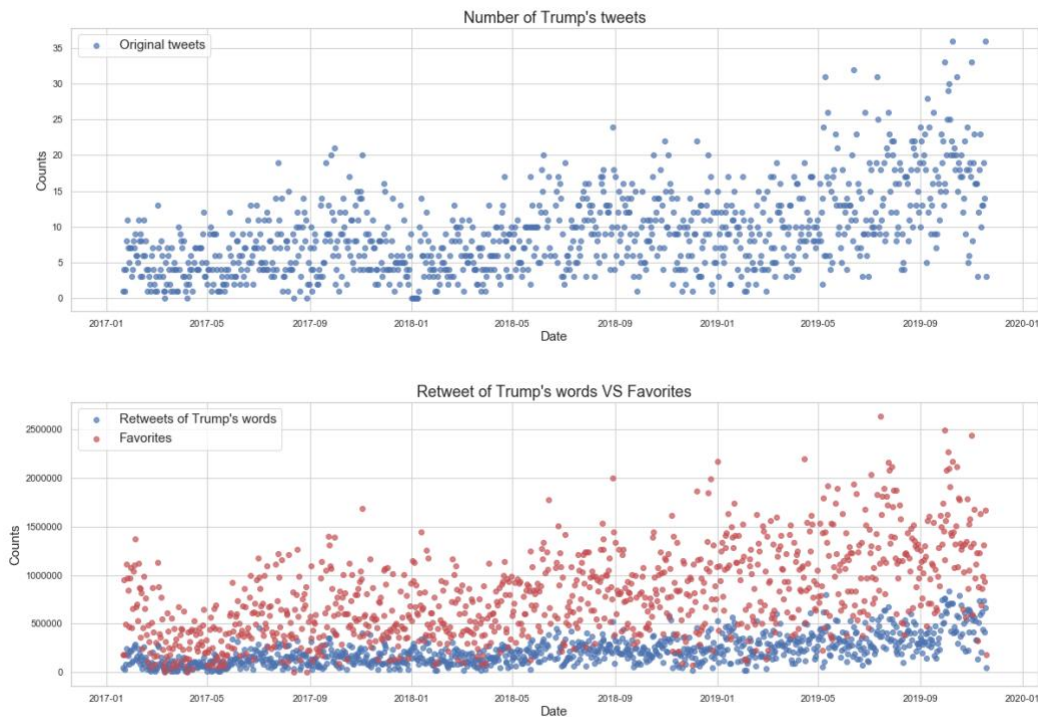 Number of Trump's tweets
Original tweets
35
30
25
20
15
10
5
0
Counts
2017-01 2017-05 2017-09 2018-01 2018-05 2018-09 2019-01 2019-05 2019-09 2020-01
Date
Retweet of Trump's words VS Favorites
Retweets of Trump's words
Favorites
2500000
2000000
1500000
1000000
500000
0
Counts
2017-01 2017-05 2017-09 2018-01 2018-05 2018-09 2019-01 2019-05 2019-09 2020-01
Date